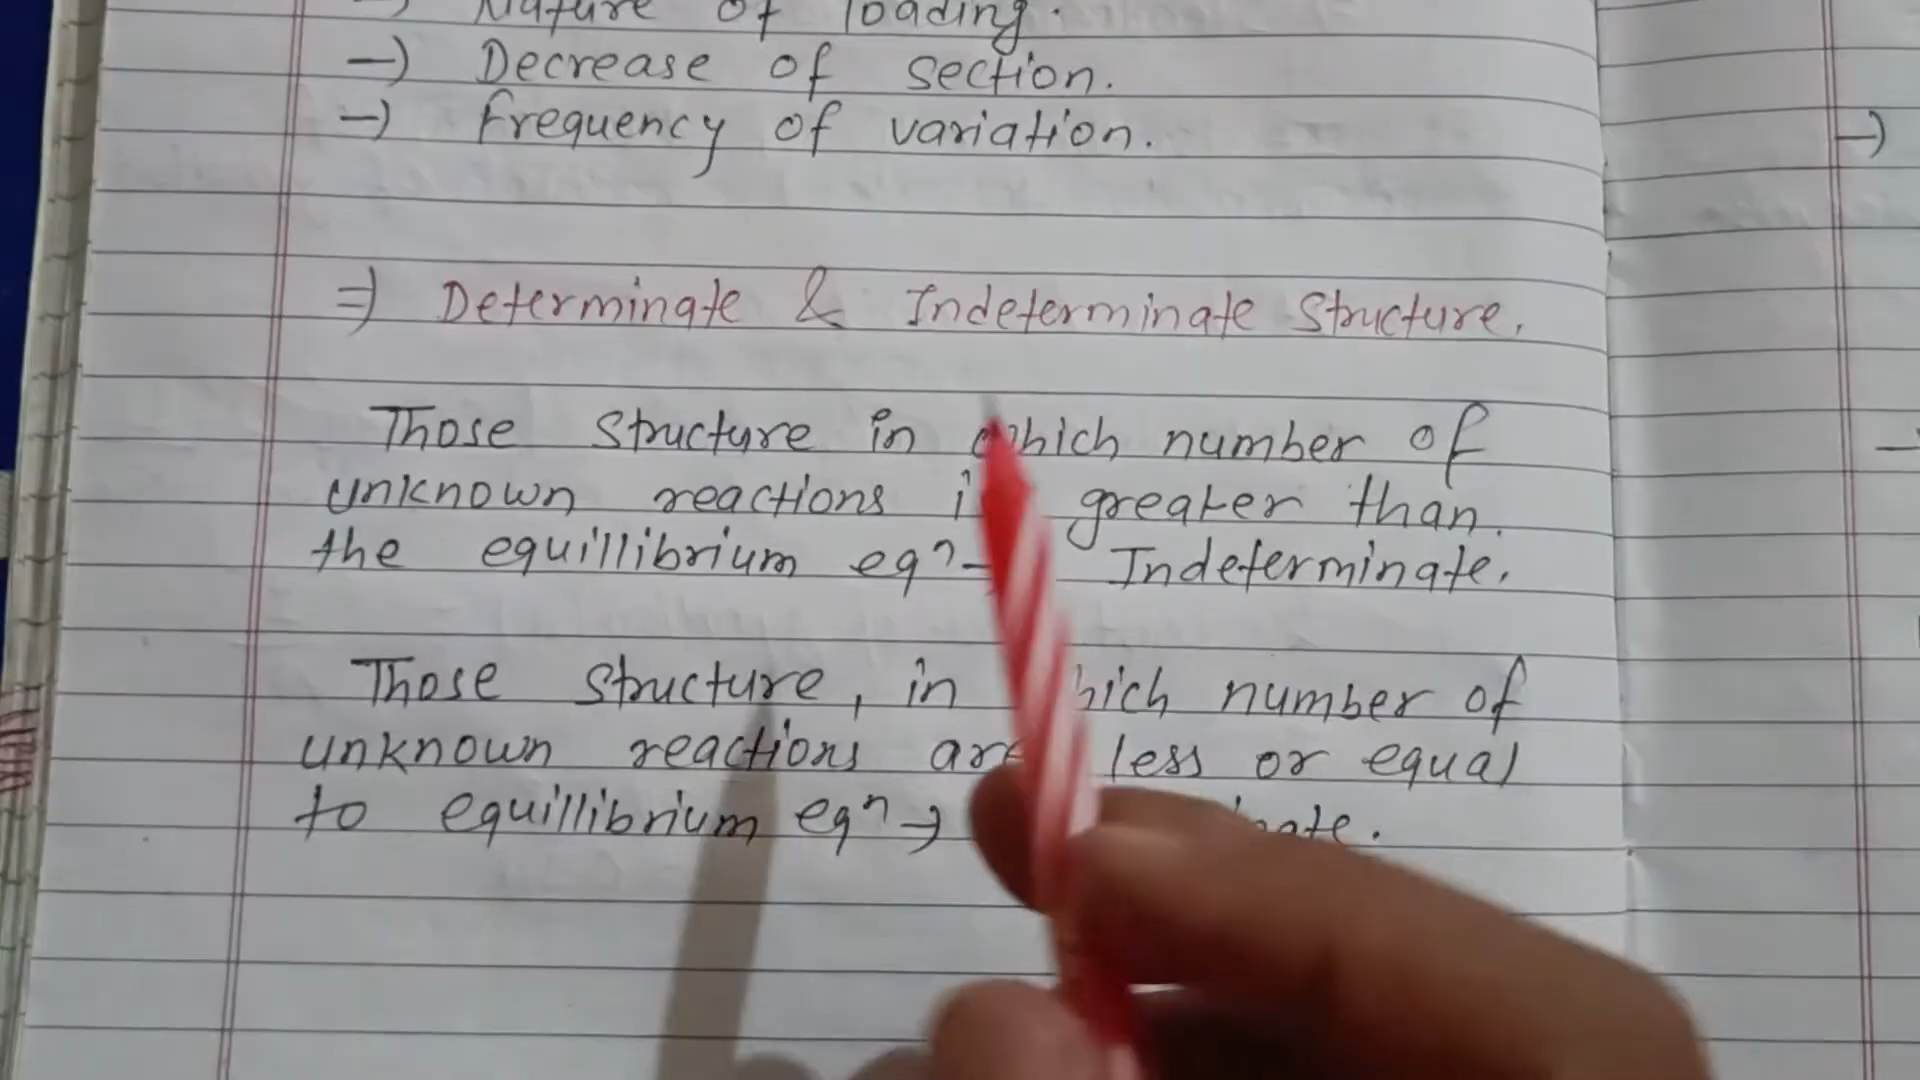 Nature of loading.
→ Decrease of section.
→ Frequency of variation.
⇒ Determinate & Indeterminate Structure.
Those structure in which number of
unknown reactions greater than.
the equillibrium eqⁿ→ Indeterminate.
Those structure, in which number of
unknown reactions are less or equal
to equillibrium eqⁿ→